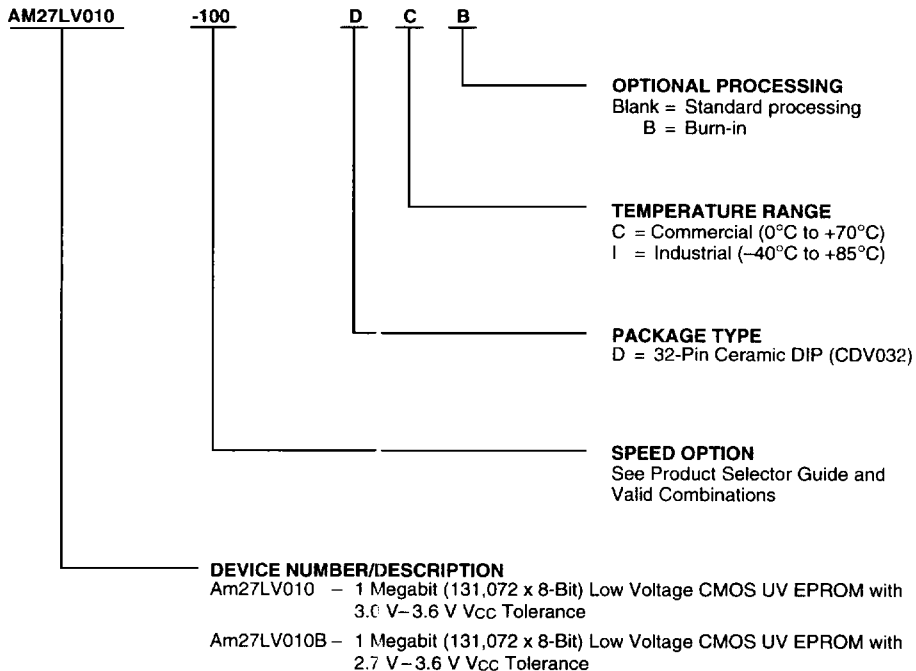 AM27LV010 -100 D C B
OPTIONAL PROCESSING
Blank = Standard processing
B = Burn-in
TEMPERATURE RANGE
C = Commercial (0°C to +70°C)
I = Industrial (–40°C to +85°C)
PACKAGE TYPE
D = 32-Pin Ceramic DIP (CDV032)
SPEED OPTION
See Product Selector Guide and
Valid Combinations
DEVICE NUMBER/DESCRIPTION
Am27LV010 – 1 Megabit (131,072 x 8-Bit) Low Voltage CMOS UV EPROM with
3.0 V–3.6 V VCC Tolerance
Am27LV010B – 1 Megabit (131,072 x 8-Bit) Low Voltage CMOS UV EPROM with
2.7 V–3.6 V VCC Tolerance